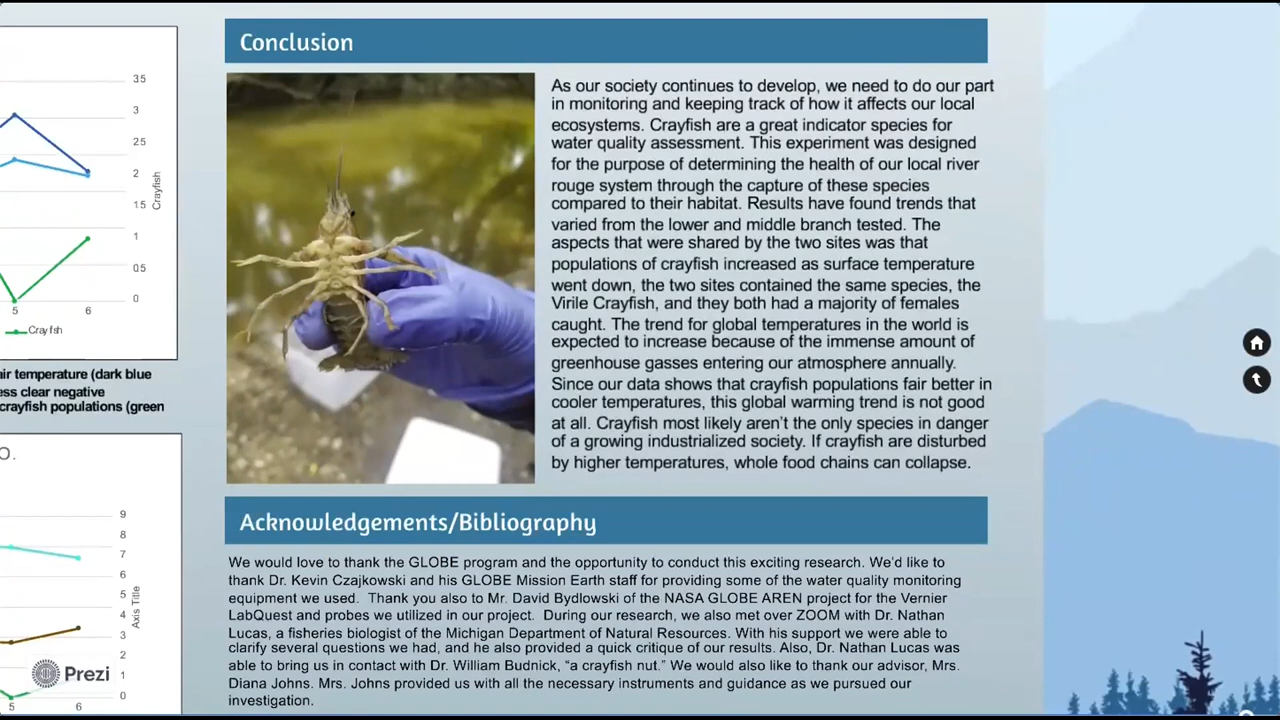 35
3
2.5
2
1.5
1
0.5
0
Crayfish
5
6
Crayfish
air temperature (dark blue
ess clear negative
crayfish populations (green
O.
9
8
7
6
5
4
3
2
1
0
Axis Title
5
6
Prezi
Conclusion
As our society continues to develop, we need to do our part
in monitoring and keeping track of how it affects our local
ecosystems. Crayfish are a great indicator species for
water quality assessment. This experiment was designed
for the purpose of determining the health of our local river
rouge system through the capture of these species
compared to their habitat. Results have found trends that
varied from the lower and middle branch tested. The
aspects that were shared by the two sites was that
populations of crayfish increased as surface temperature
went down, the two sites contained the same species, the
Virile Crayfish, and they both had a majority of females
caught. The trend for global temperatures in the world is
expected to increase because of the immense amount of
greenhouse gasses entering our atmosphere annually.
Since our data shows that crayfish populations fair better in
cooler temperatures, this global warming trend is not good
at all. Crayfish most likely aren't the only species in danger
of a growing industrialized society. If crayfish are disturbed
by higher temperatures, whole food chains can collapse.
Acknowledgements/Bibliography
We would love to thank the GLOBE program and the opportunity to conduct this exciting research. We'd like to
thank Dr. Kevin Czajkowski and his GLOBE Mission Earth staff for providing some of the water quality monitoring
equipment we used. Thank you also to Mr. David Bydlowski of the NASA GLOBE AREN project for the Vernier
LabQuest and probes we utilized in our project. During our research, we also met over ZOOM with Dr. Nathan
Lucas, a fisheries biologist of the Michigan Department of Natural Resources. With his support we were able to
clarify several questions we had, and he also provided a quick critique of our results. Also, Dr. Nathan Lucas was
able to bring us in contact with Dr. William Budnick, “a crayfish nut.” We would also like to thank our advisor, Mrs.
Diana Johns. Mrs. Johns provided us with all the necessary instruments and guidance as we pursued our
investigation.